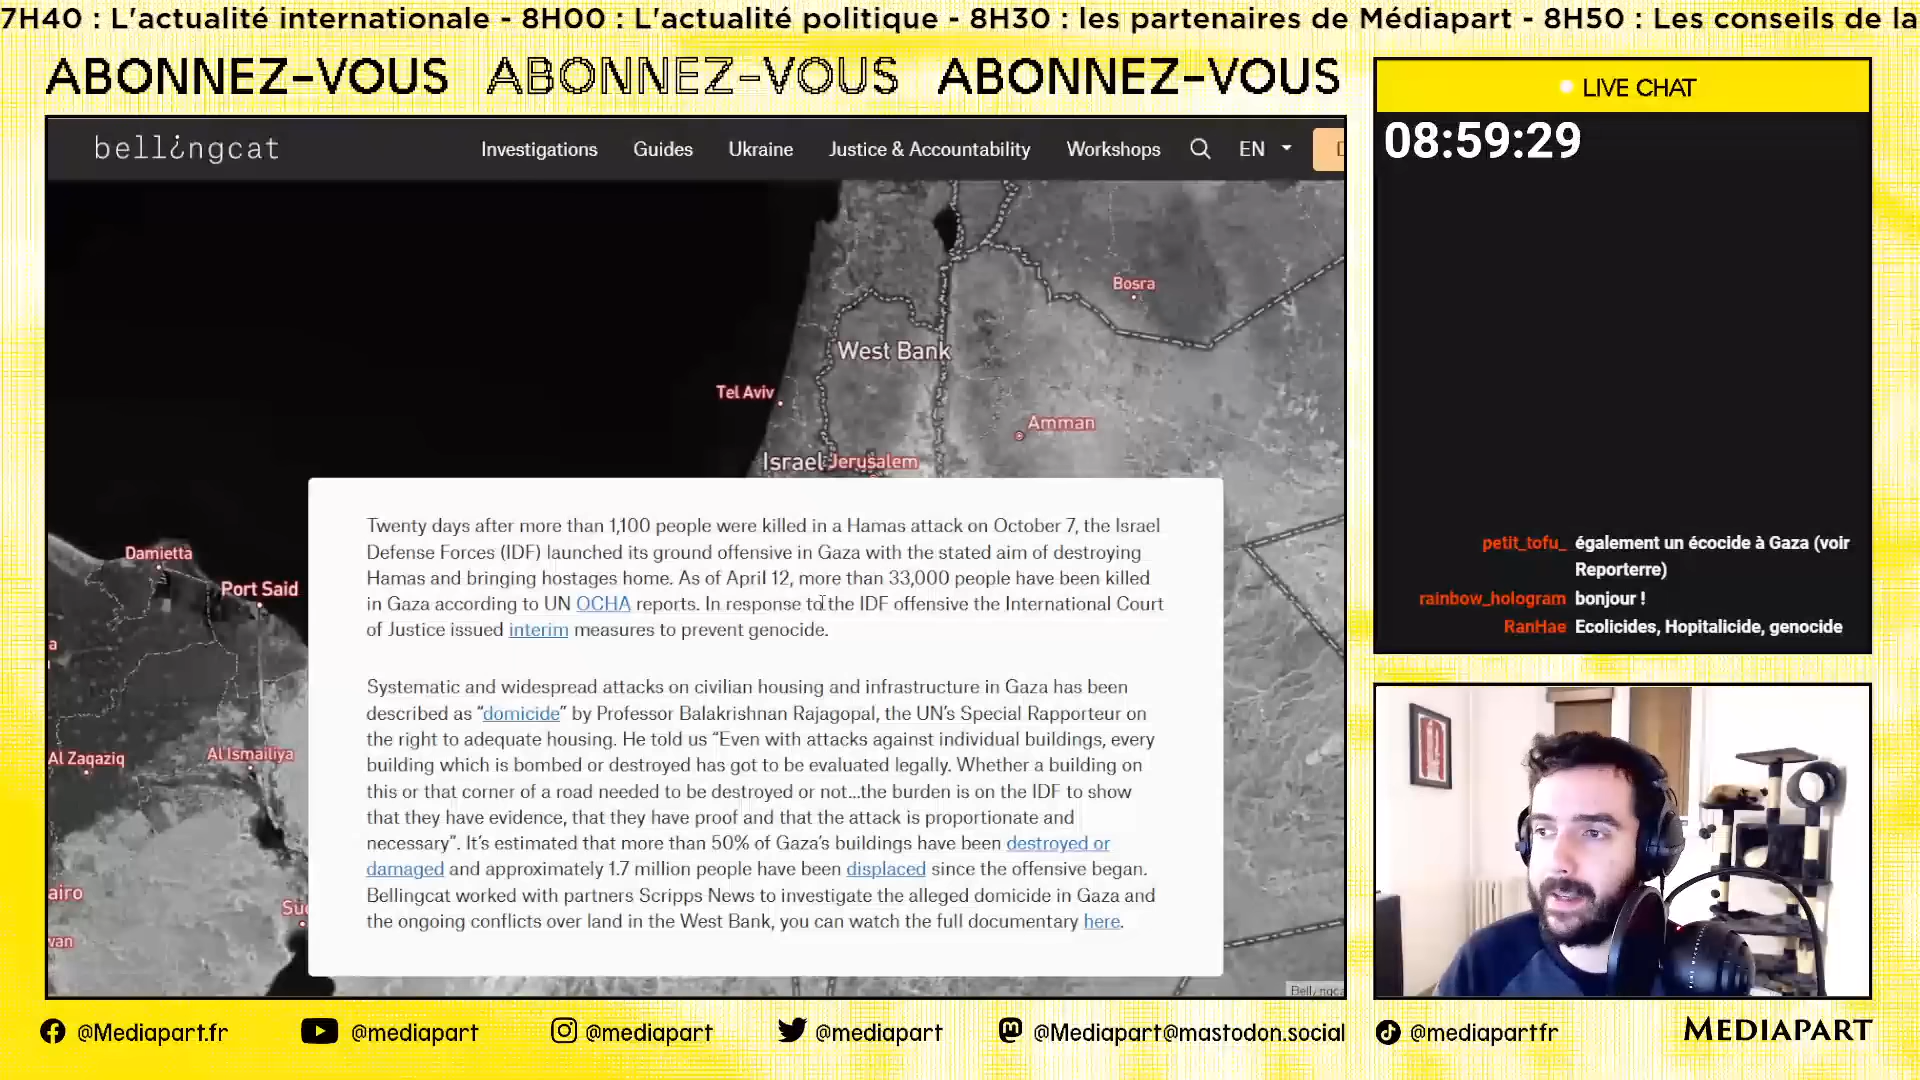 7H40 : L'actualité internationale - 8H00 : L'actualité politique - 8H30 : les partenaires de Médiapart - 8H50 : Les conseils de la
ABONNEZ-VOUS ABONNEZ-VOUS ABONNEZ-VOUS
LIVE CHAT
08:59:29
bell¿ngcat
Investigations Guides Ukraine Justice & Accountability Workshops EN
Bosra
West Bank
Tel Aviv
Amman
Israel Jerusalem
Damietta
Port Said
Al Zaqaziq
Al Ismailiya
airo
Twenty days after more than 1,100 people were killed in a Hamas attack on October 7, the Israel
Defense Forces (IDF) launched its ground offensive in Gaza with the stated aim of destroying
Hamas and bringing hostages home. As of April 12, more than 33,000 people have been killed
in Gaza according to UN OCHA reports. In response to the IDF offensive the International Court
of Justice issued interim measures to prevent genocide.
Systematic and widespread attacks on civilian housing and infrastructure in Gaza has been
described as “domicide” by Professor Balakrishnan Rajagopal, the UN’s Special Rapporteur on
the right to adequate housing. He told us “Even with attacks against individual buildings, every
building which is bombed or destroyed has got to be evaluated legally. Whether a building on
this or that corner of a road needed to be destroyed or not...the burden is on the IDF to show
that they have evidence, that they have proof and that the attack is proportionate and
necessary”. It’s estimated that more than 50% of Gaza’s buildings have been destroyed or
damaged and approximately 1.7 million people have been displaced since the offensive began.
Bellingcat worked with partners Scripps News to investigate the alleged domicide in Gaza and
the ongoing conflicts over land in the West Bank, you can watch the full documentary here.
petit_tofu_ également un écocide à Gaza (voir
Reporterre)
rainbow_hologram bonjour !
RanHae Ecolicides, Hopitalicide, genocide
@Mediapart.fr @mediapart @mediapart @mediapart @Mediapart@mastodon.social @mediapartfr MEDIAPART